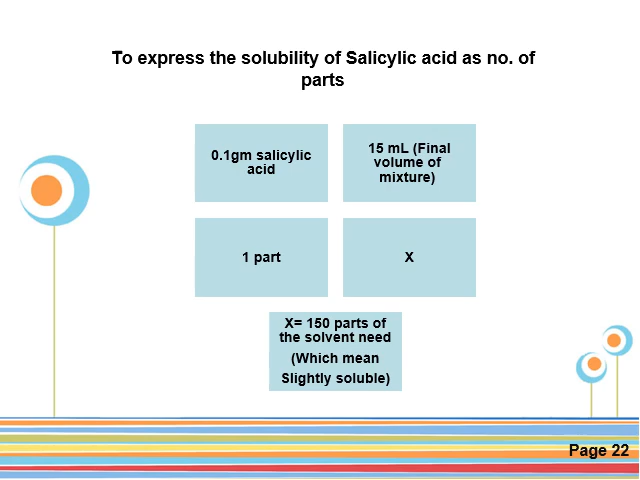 To express the solubility of Salicylic acid as no. of
parts
0.1gm salicylic
acid
15 mL (Final
volume of
mixture)
1 part
X
X= 150 parts of
the solvent need
(Which mean
Slightly soluble)
Page 22